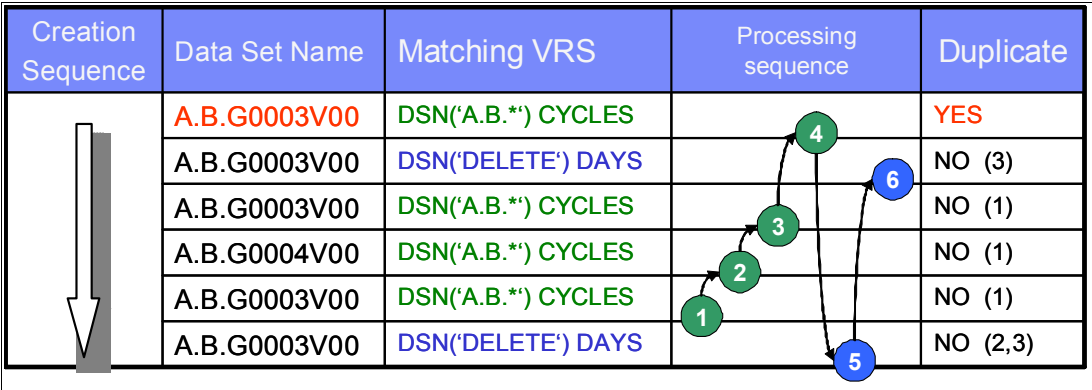 Creation Sequence | Data Set Name | Matching VRS | Processing sequence | Duplicate
A.B.G0003V00 | DSN('A.B.*‘) CYCLES | YES
4
A.B.G0003V00 | DSN(‘DELETE‘) DAYS | NO (3)
6
A.B.G0003V00 | DSN(‘A.B.*‘) CYCLES | NO (1)
3
A.B.G0004V00 | DSN(‘A.B.*‘) CYCLES | NO (1)
2
A.B.G0003V00 | DSN(‘A.B.*‘) CYCLES | NO (1)
1
A.B.G0003V00 | DSN(‘DELETE‘) DAYS | NO (2,3)
5